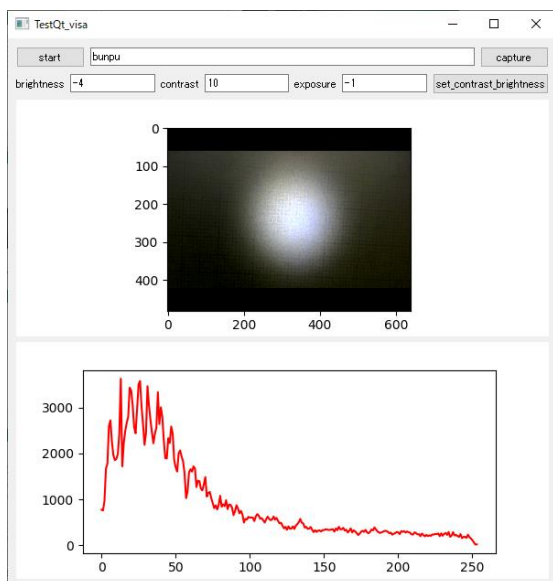 TestQt_visa
start bunpu capture
brightness -4 contrast 10 exposure -1 set_contrast_brightness
0
100
200
300
400
0 200 400 600
3000
2000
1000
0
0 50 100 150 200 250